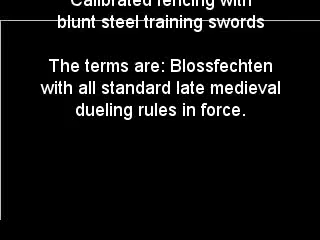 Calibrated fencing with
blunt steel training swords
The terms are: Blossfechten
with all standard late medieval
dueling rules in force.